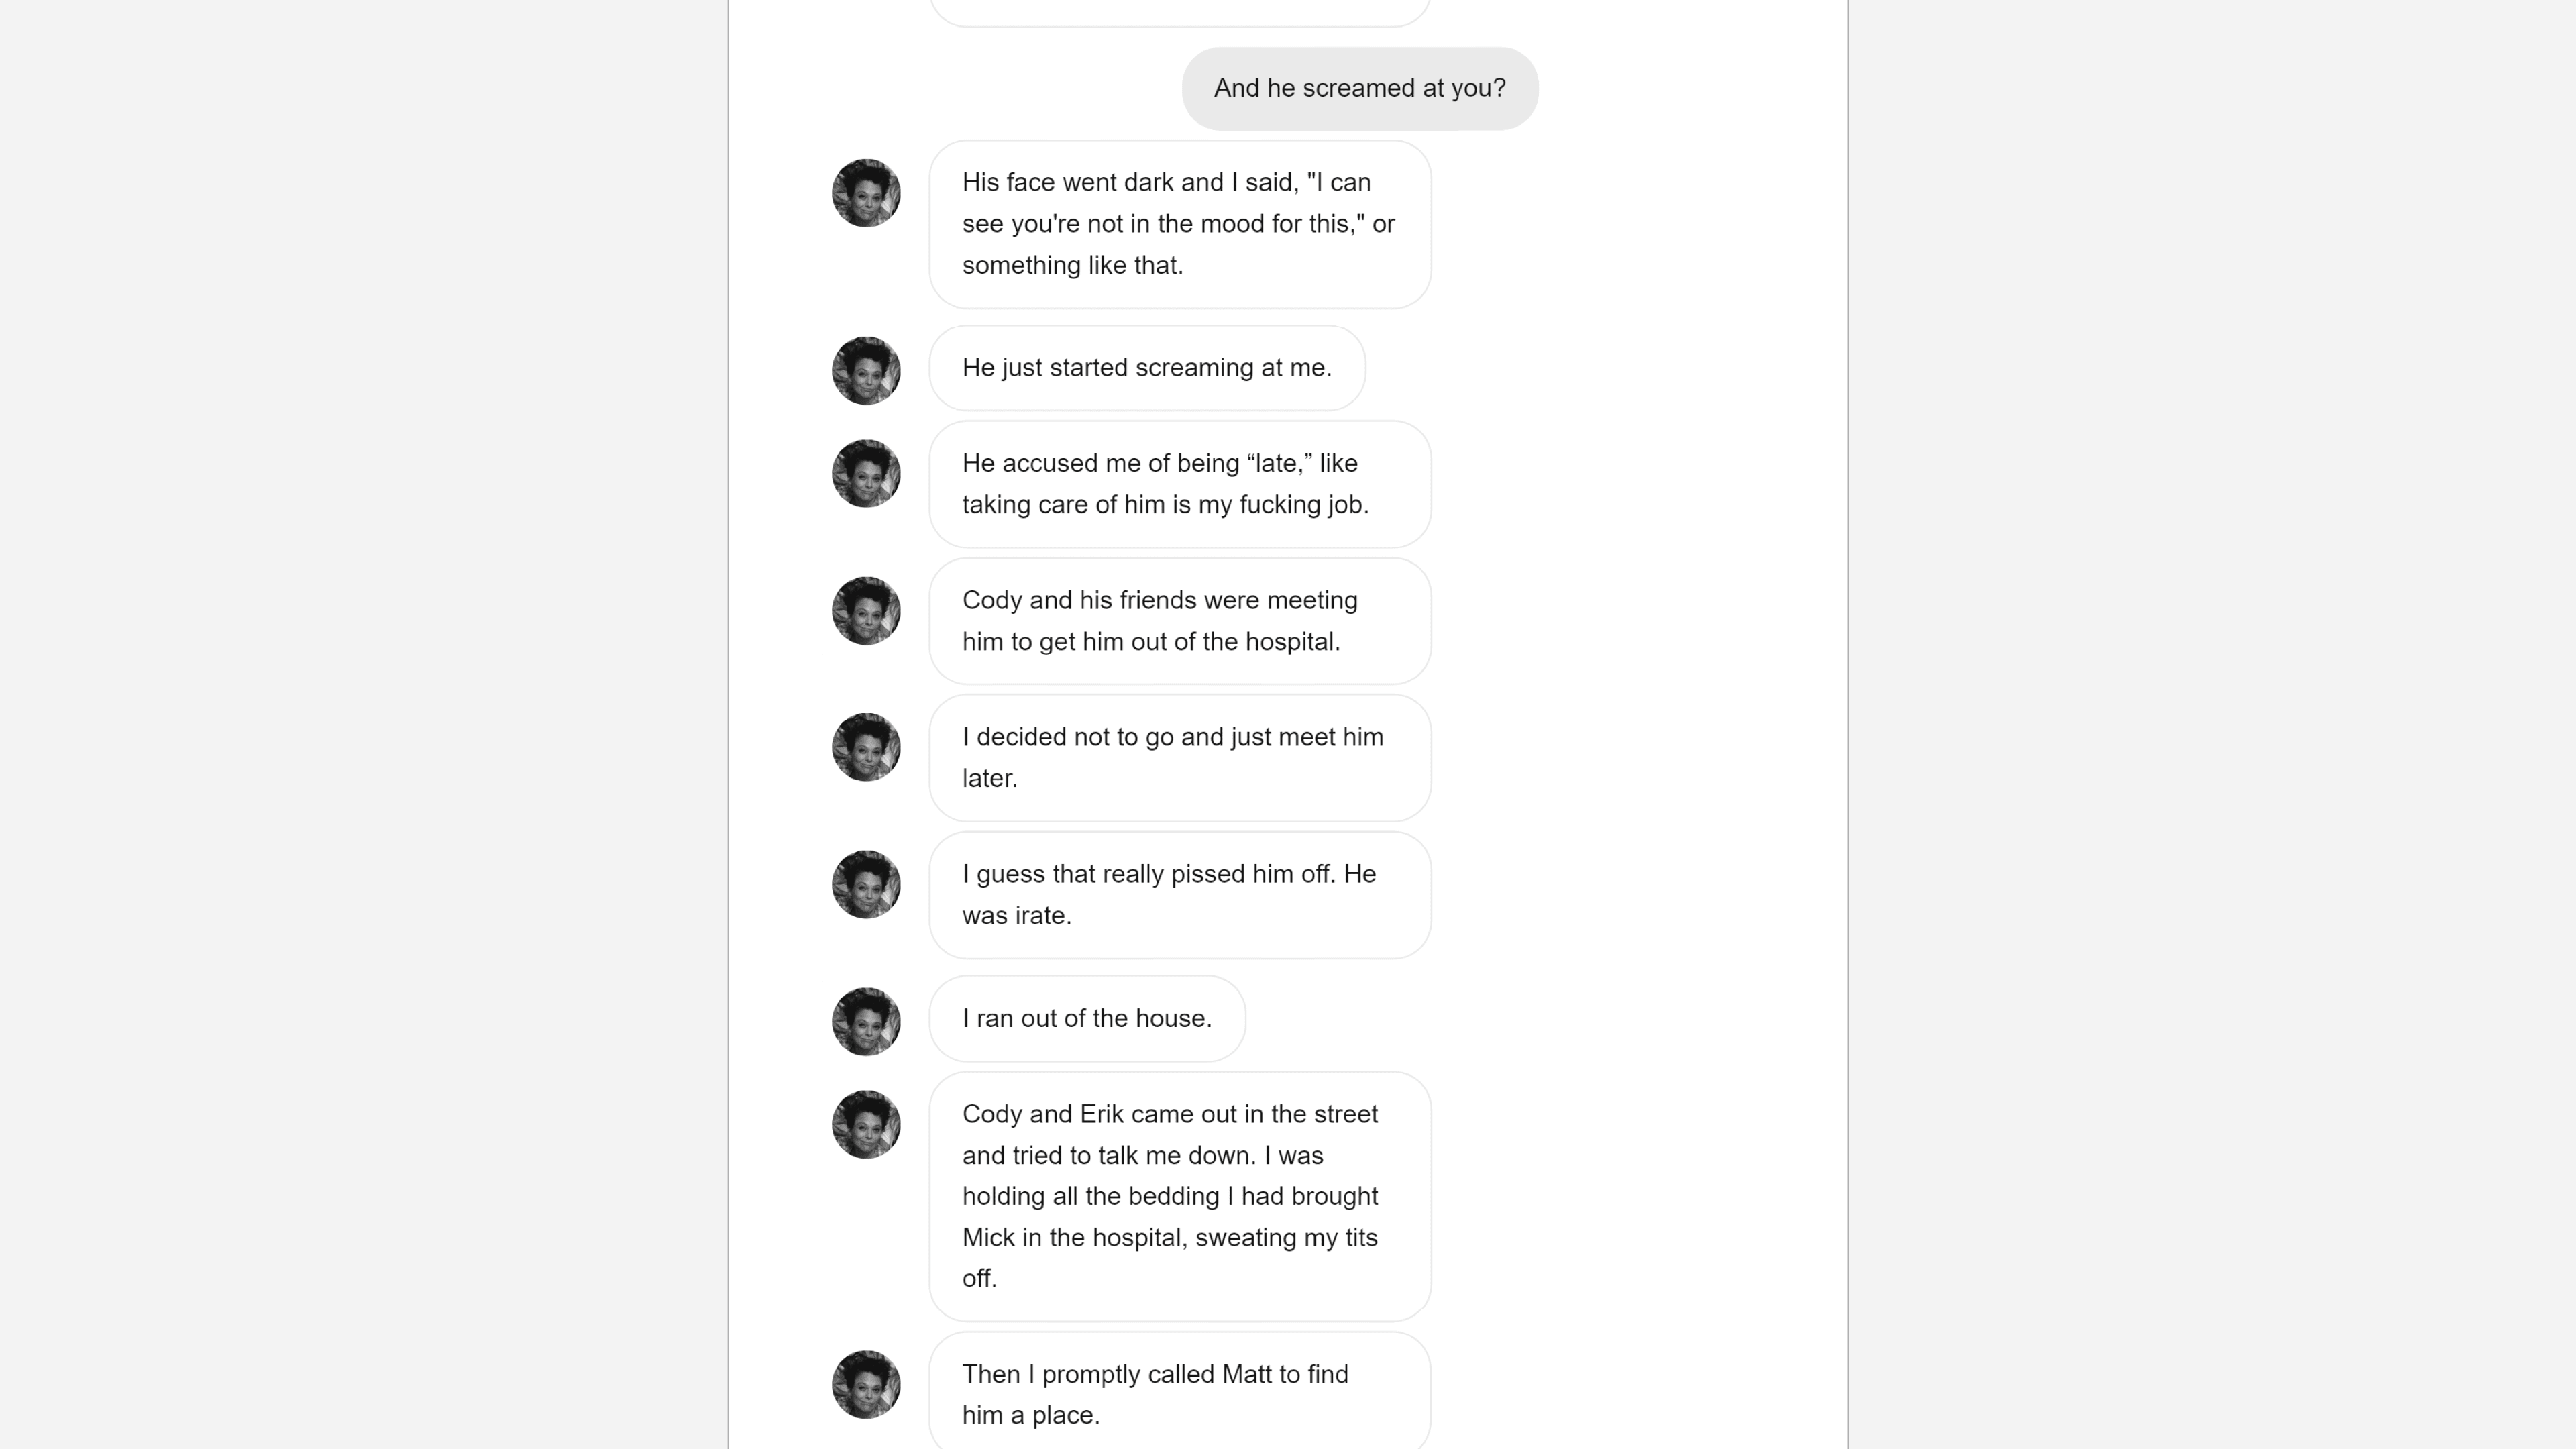 And he screamed at you?
His face went dark and I said, "I can
see you're not in the mood for this," or
something like that.
He just started screaming at me.
He accused me of being “late,” like
taking care of him is my fucking job.
Cody and his friends were meeting
him to get him out of the hospital.
I decided not to go and just meet him
later.
I guess that really pissed him off. He
was irate.
I ran out of the house.
Cody and Erik came out in the street
and tried to talk me down. I was
holding all the bedding I had brought
Mick in the hospital, sweating my tits
off.
Then I promptly called Matt to find
him a place.